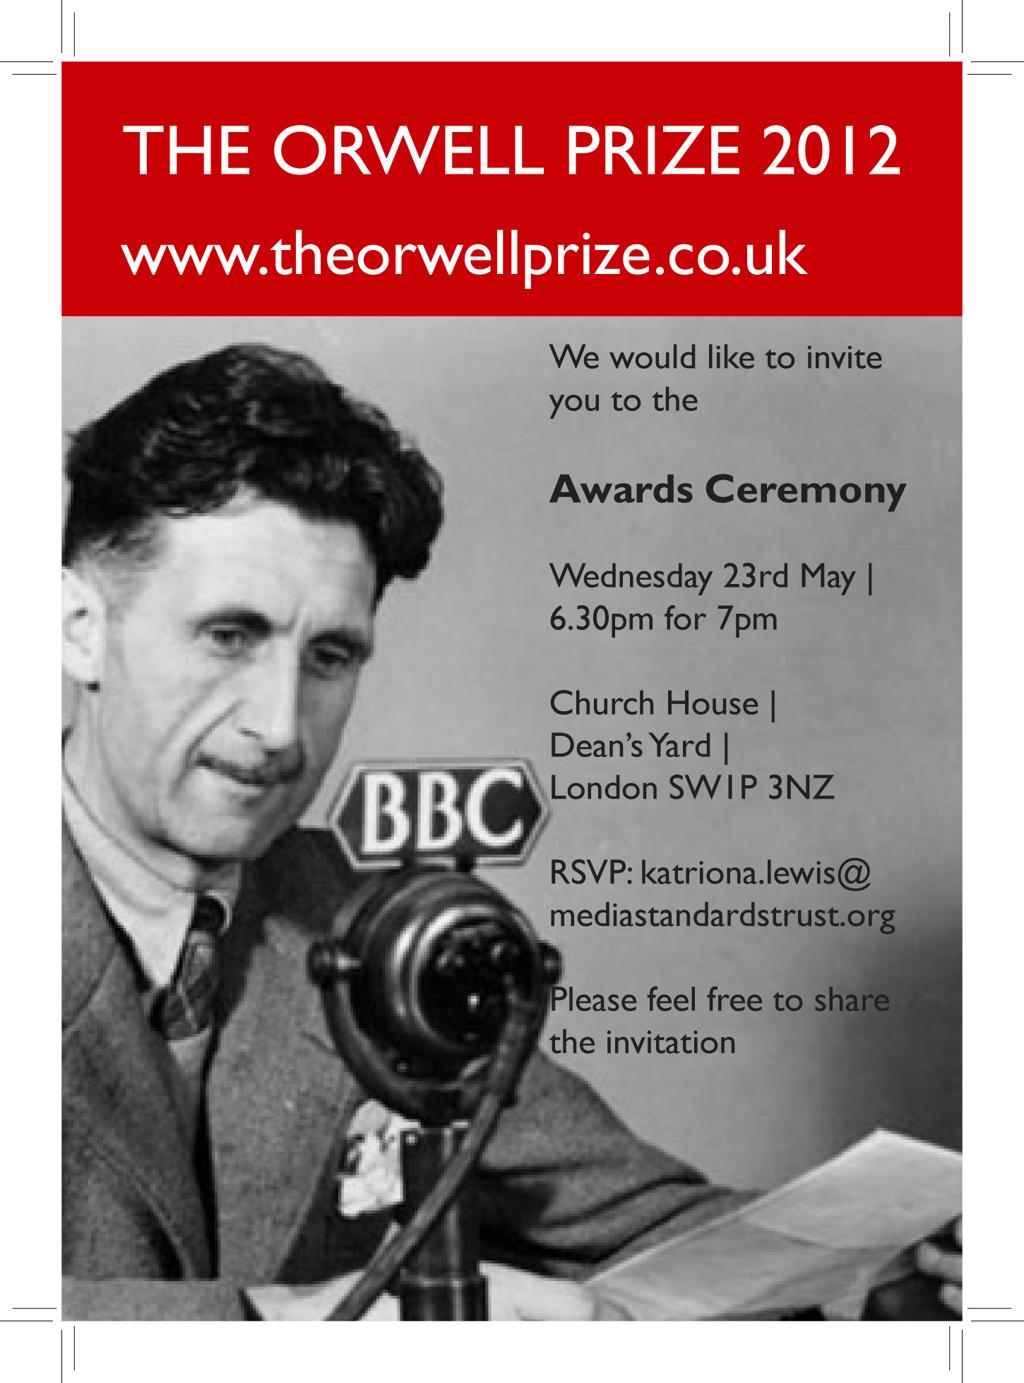 THE ORWELL PRIZE 2012
www.theorwellprize.co.uk
We would like to invite
you to the
Awards Ceremony
Wednesday 23rd May |
6.30pm for 7pm
Church House |
Dean’s Yard |
London SW1P 3NZ
BBC
RSVP: katriona.lewis@
mediastandardstrust.org
Please feel free to share
the invitation